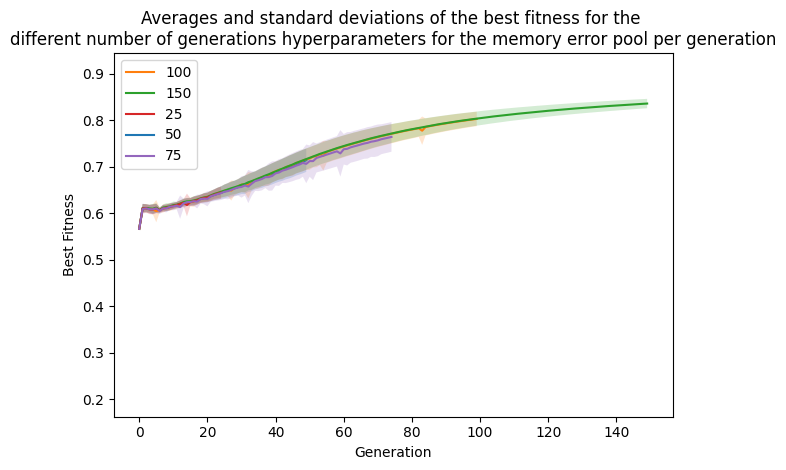 Averages and standard deviations of the best fitness for the
different number of generations hyperparameters for the memory error pool per generation
100
150
25
50
75
0.9
0.8
0.7
0.6
0.5
0.4
0.3
0.2
Best Fitness
0 20 40 60 80 100 120 140
Generation